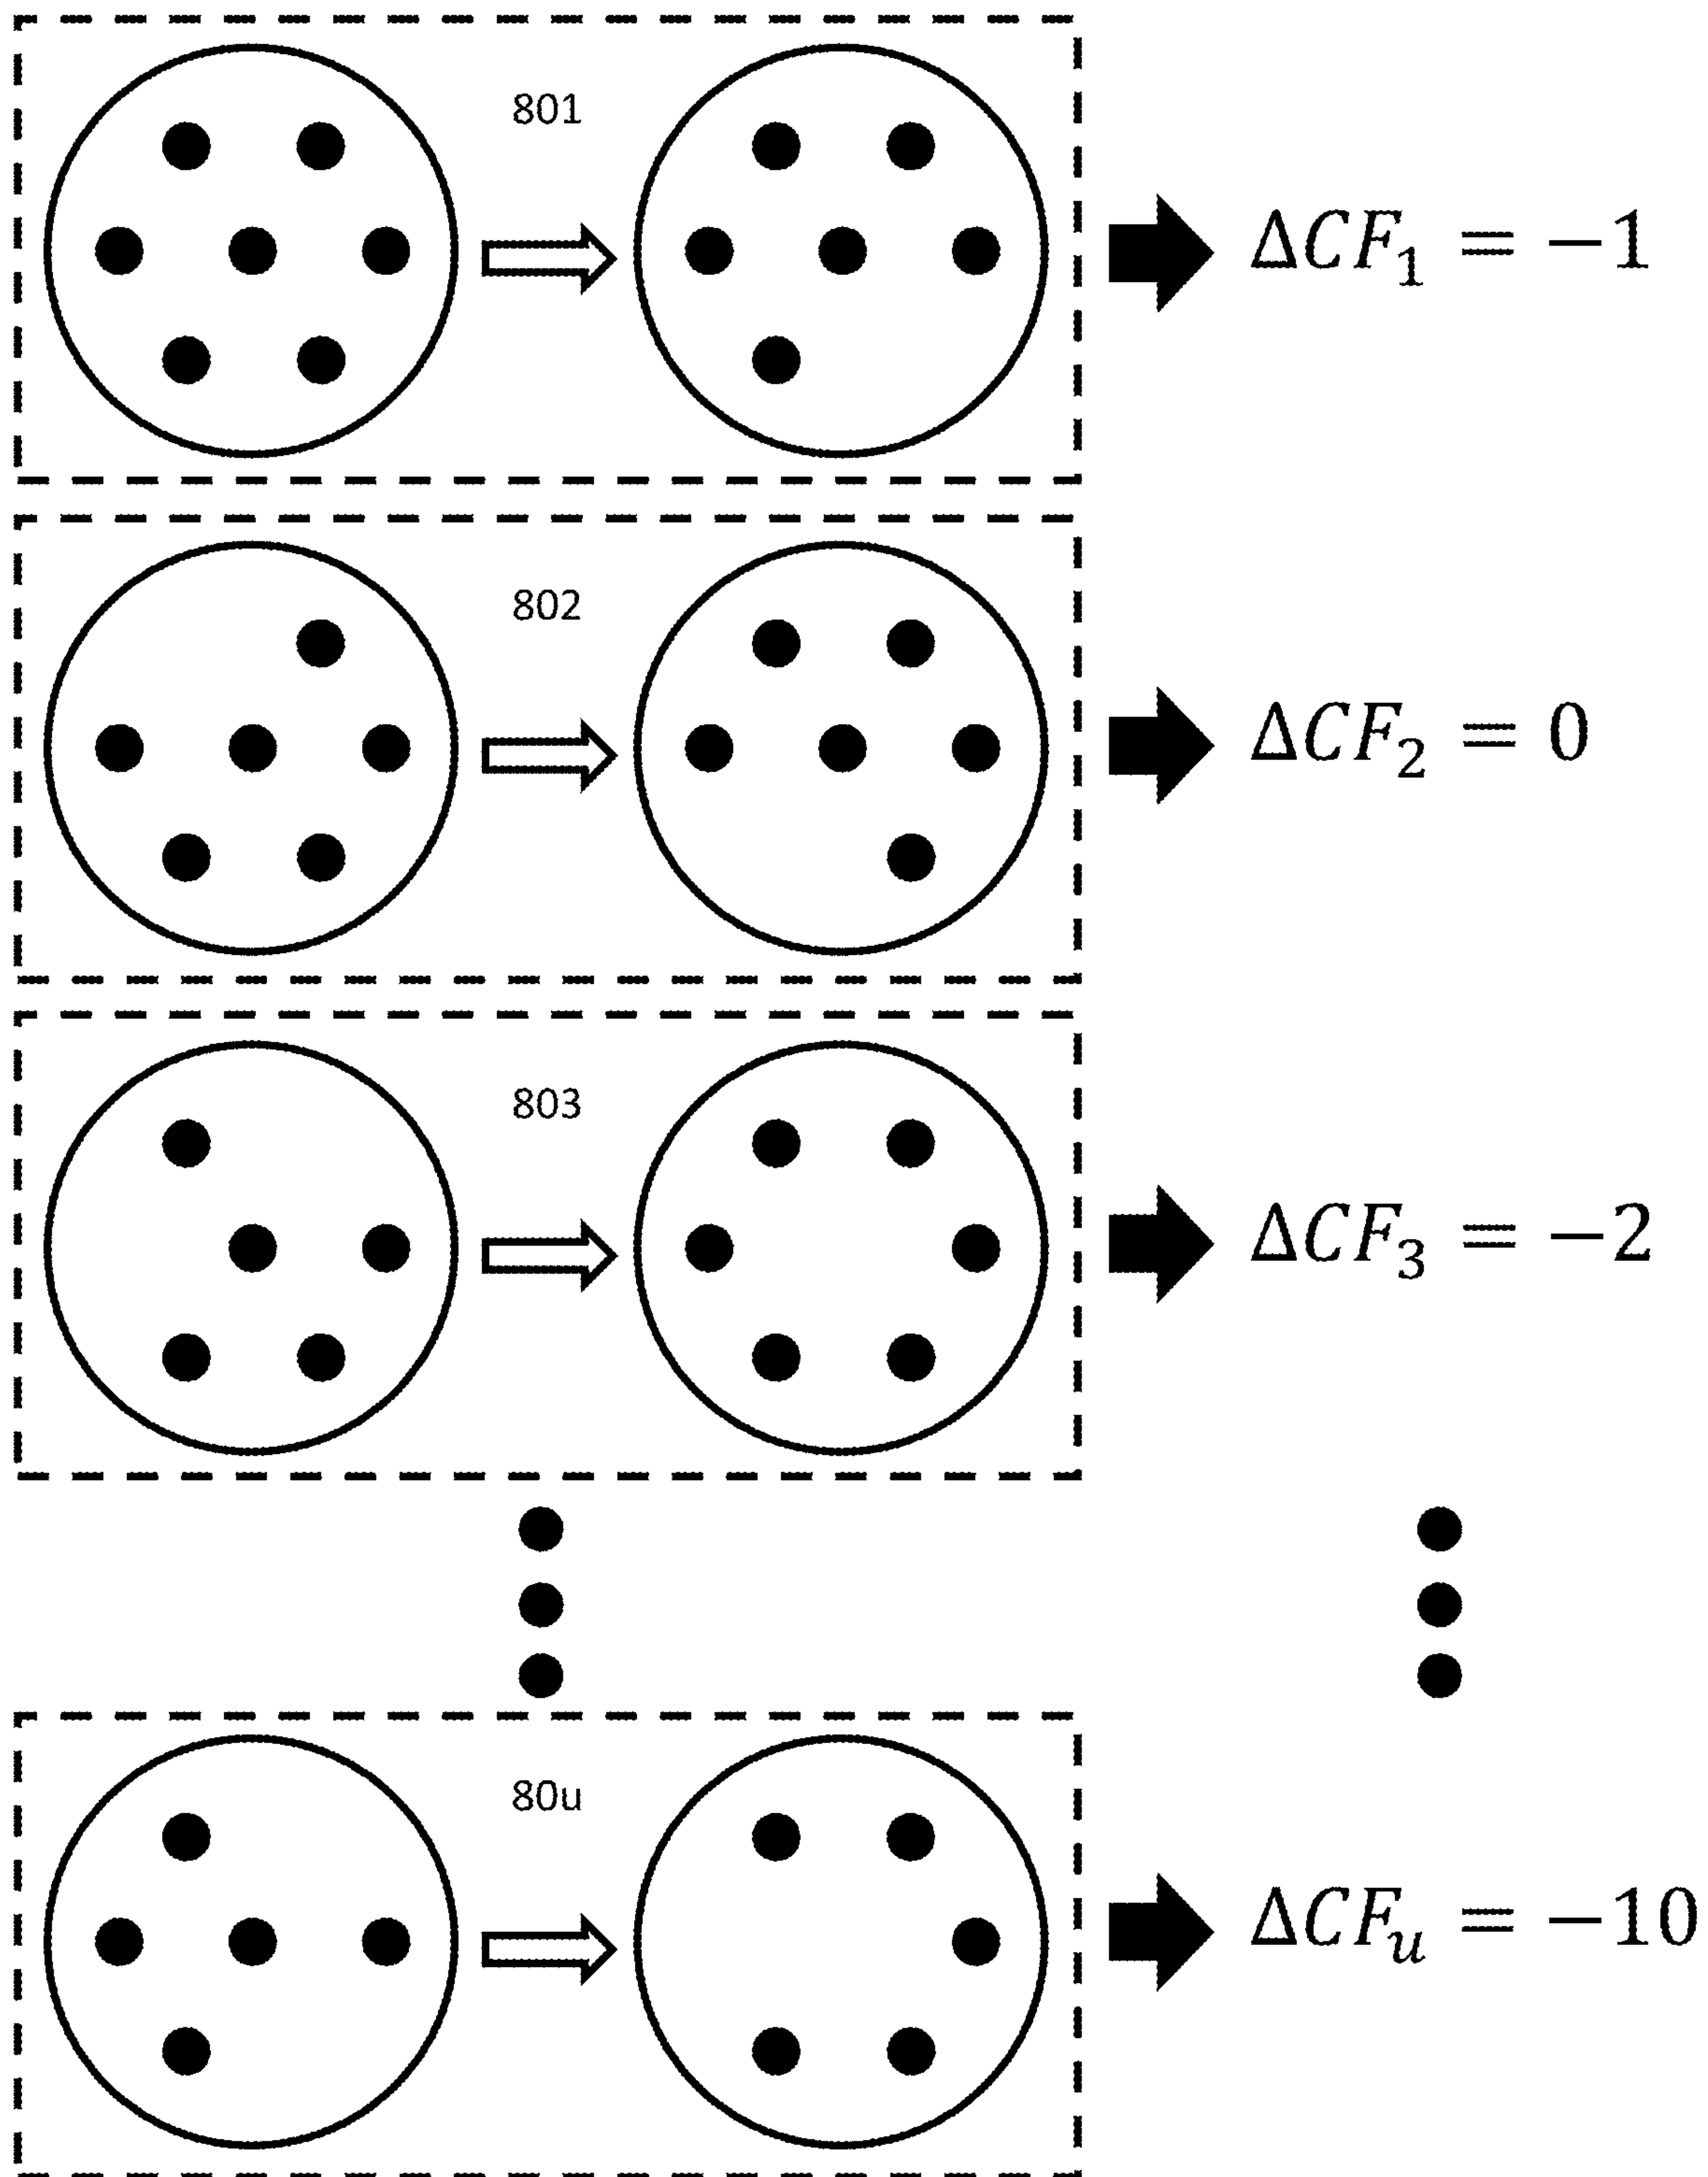 801
ΔCF₁ = −1
802
ΔCF₂ = 0
803
ΔCF₃ = −2
80u
ΔCFᵤ = −10